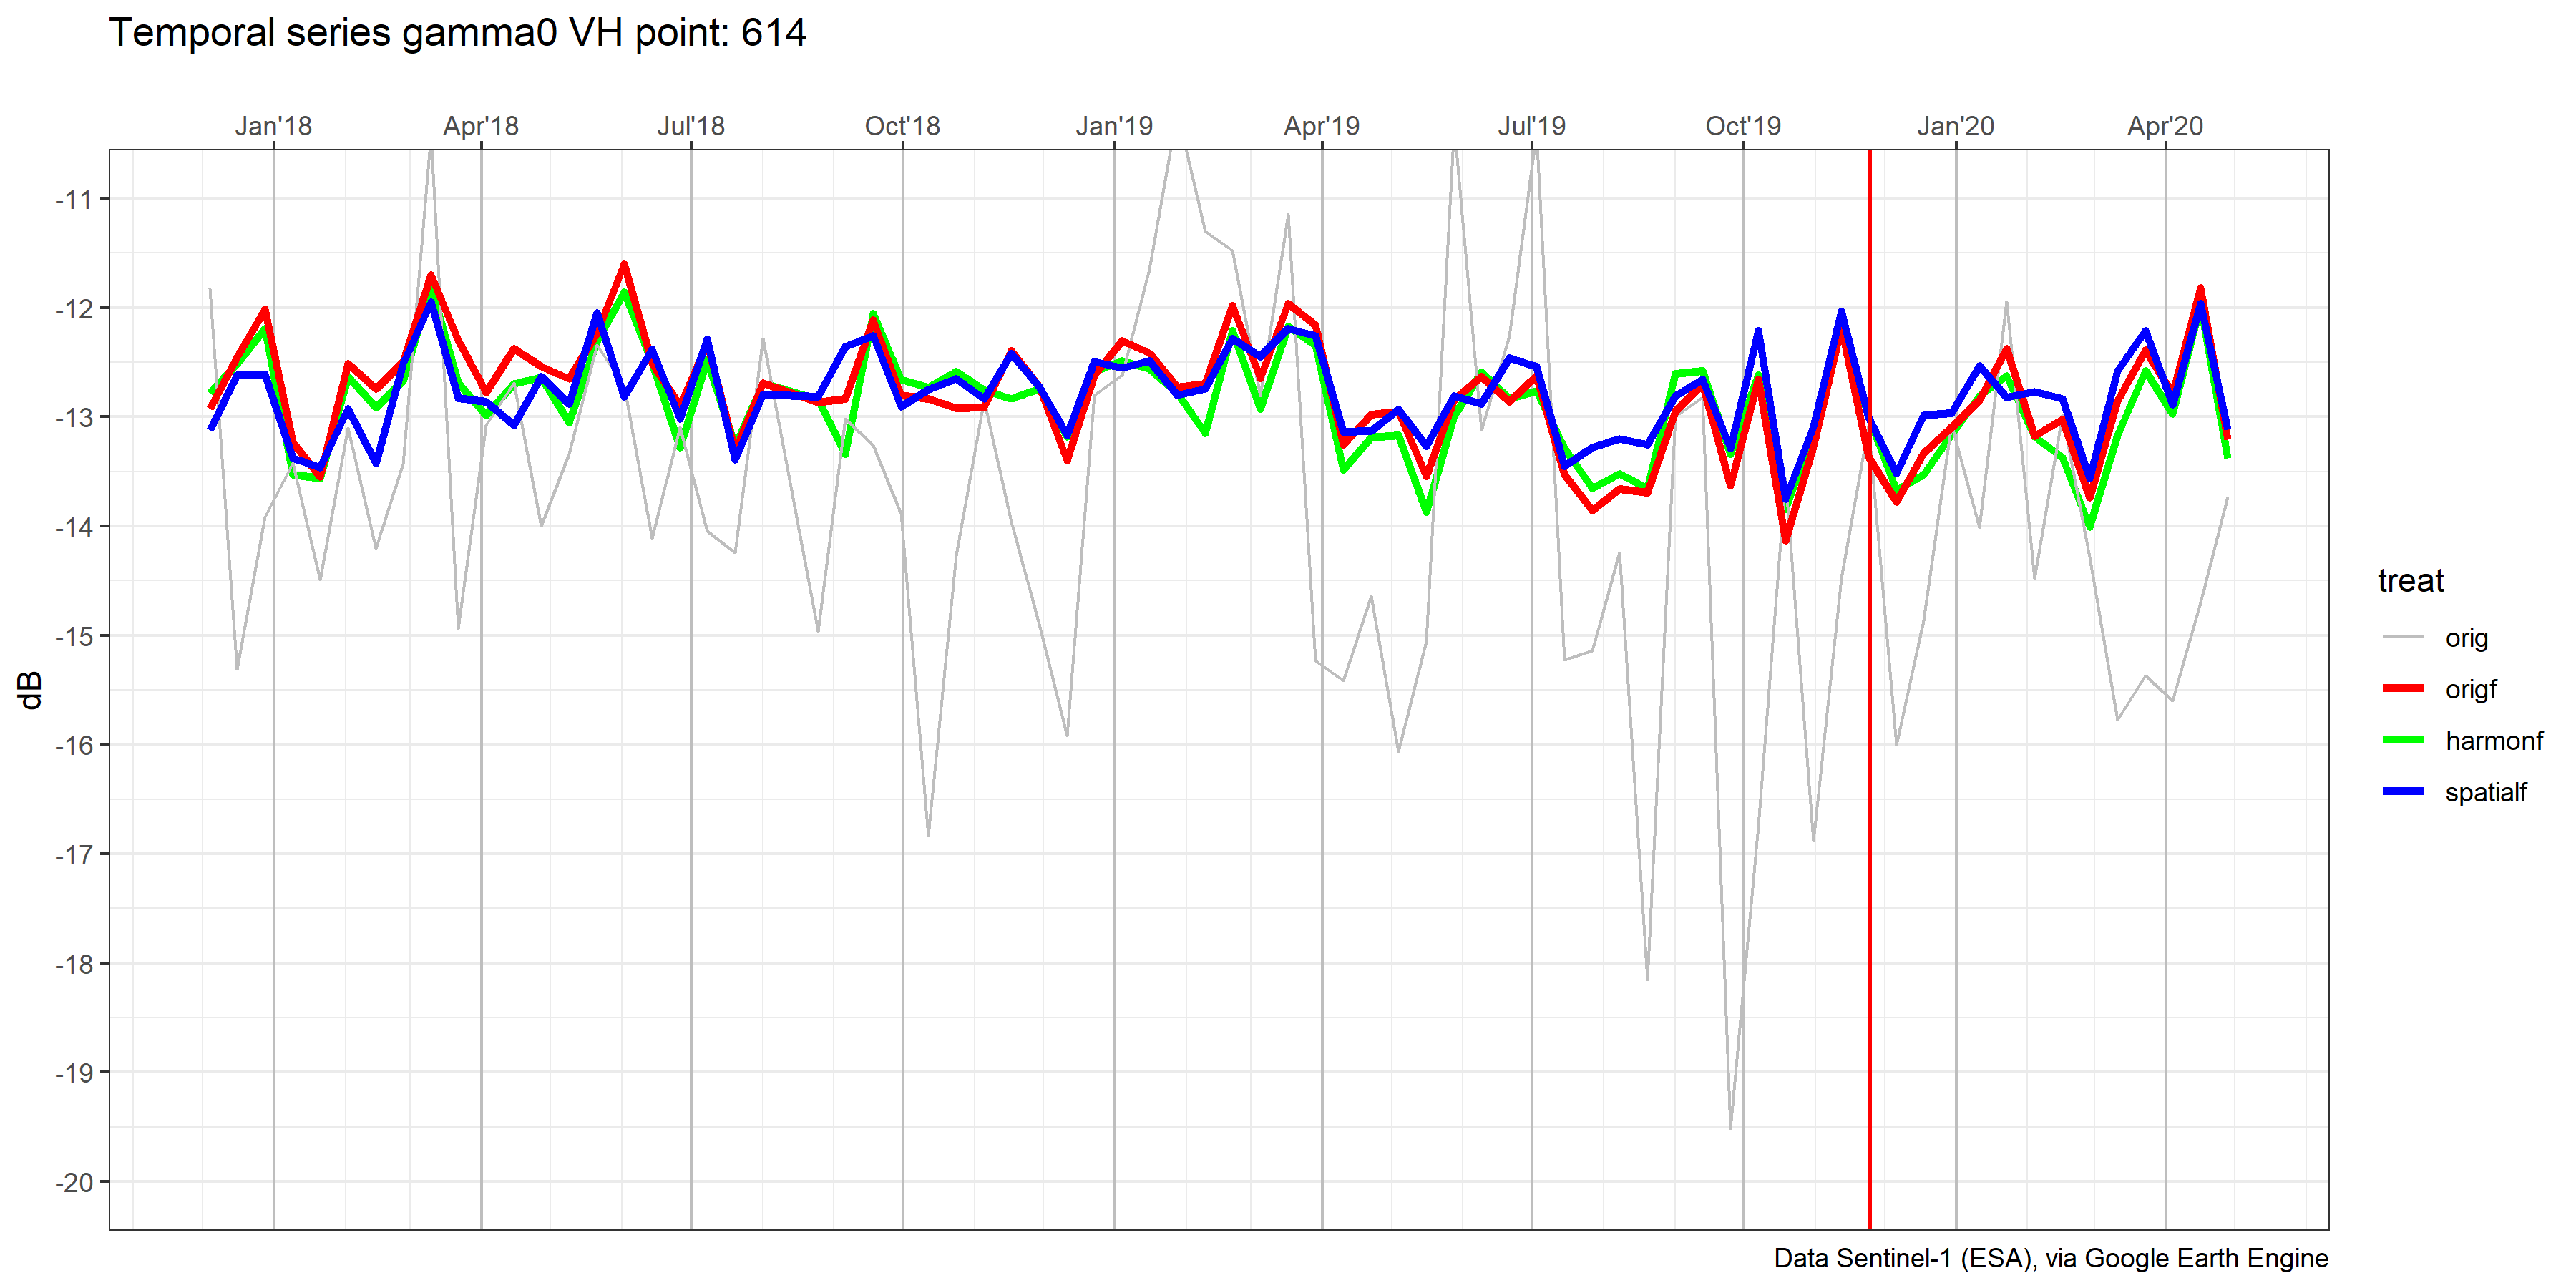 Temporal series gamma0 VH point: 614
Jan'18 Apr'18 Jul'18 Oct'18 Jan'19 Apr'19 Jul'19 Oct'19 Jan'20 Apr'20
-11
-12
-13
-14
-15
-16
-17
-18
-19
-20
dB
treat
orig
origf
harmonf
spatialf
Data Sentinel-1 (ESA), via Google Earth Engine